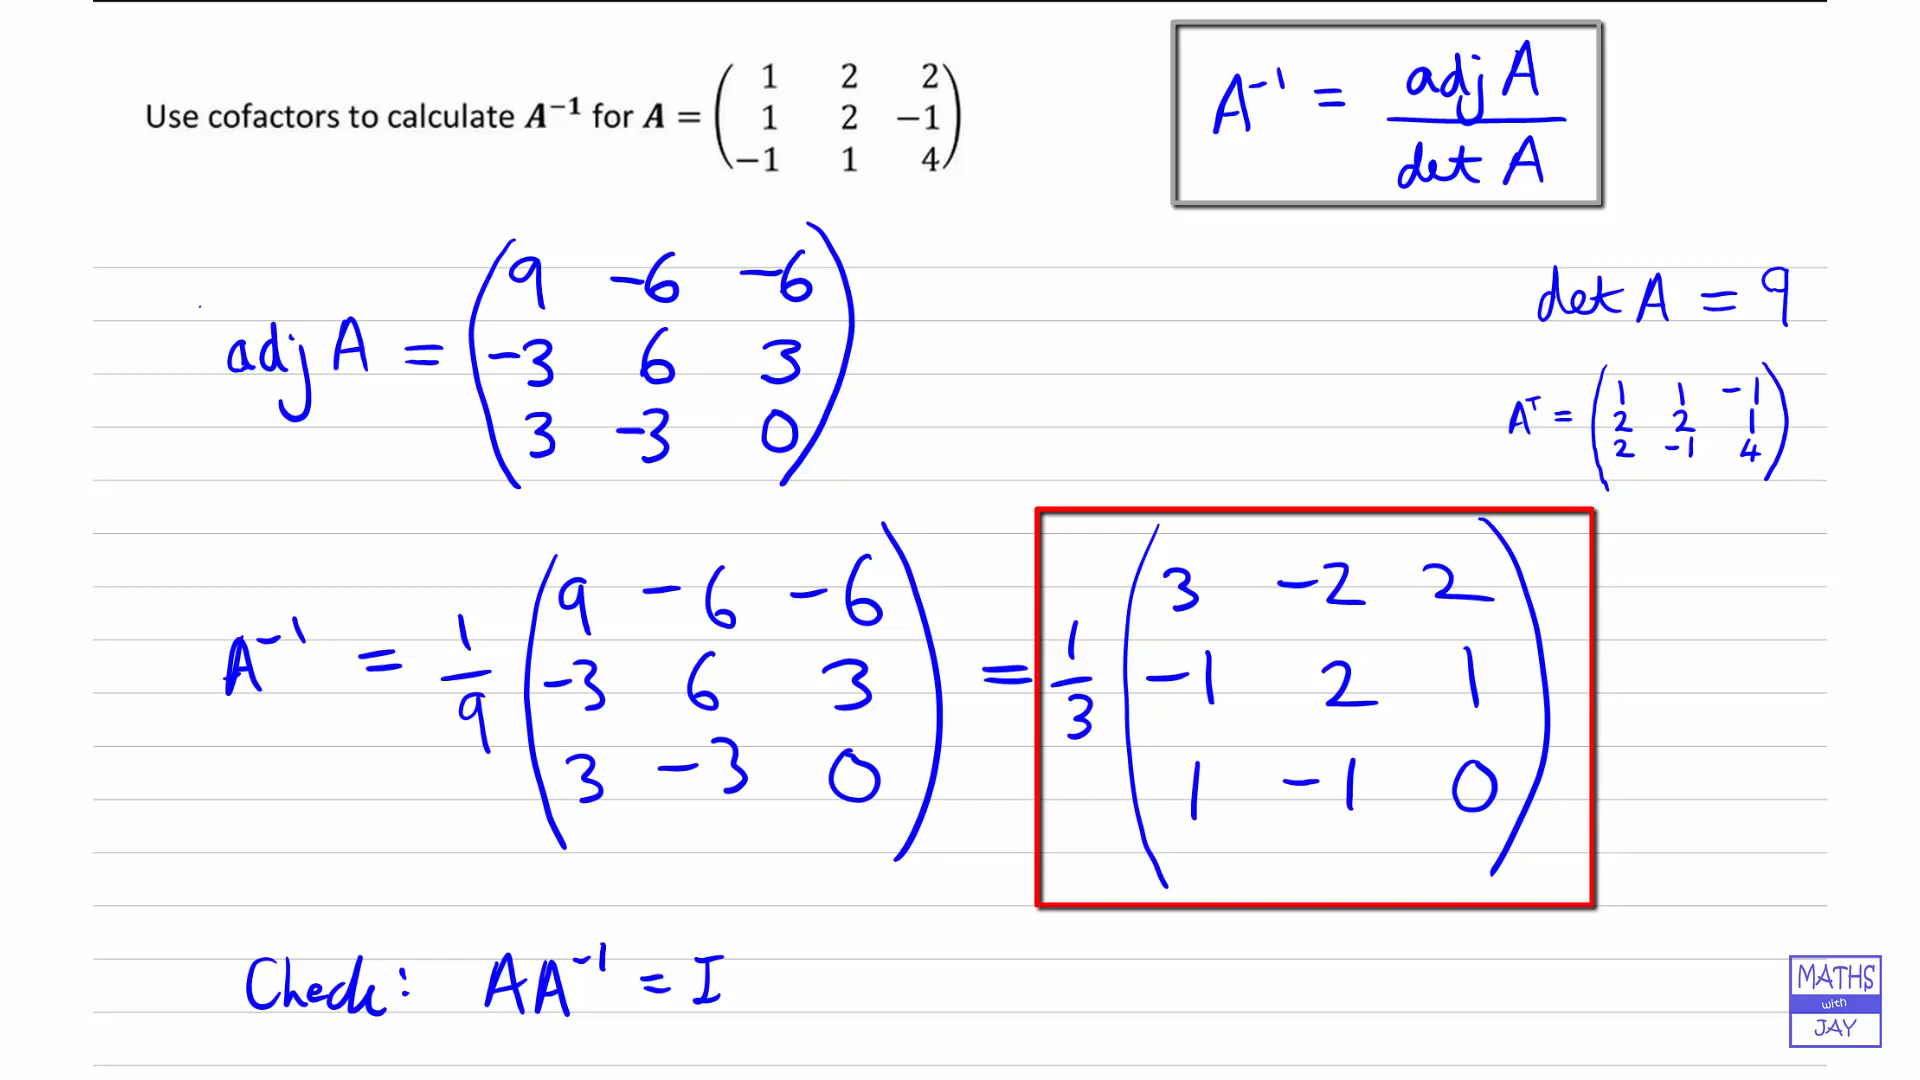 Use cofactors to calculate A⁻¹ for A = ( 1 2 2
1 2 −1
−1 1 4 )
A⁻¹ = adj A / det A
det A = 9
adj A = ( 9 -6 -6
-3 6 3
3 -3 0 )
Aᵀ = ( 1 1 -1
2 2 1
2 -1 4 )
A⁻¹ = 1/9 ( 9 -6 -6
-3 6 3
3 -3 0 )
= 1/3 ( 3 -2 2
-1 2 1
1 -1 0 )
Check: AA⁻¹ = I
MATHS
with
JAY